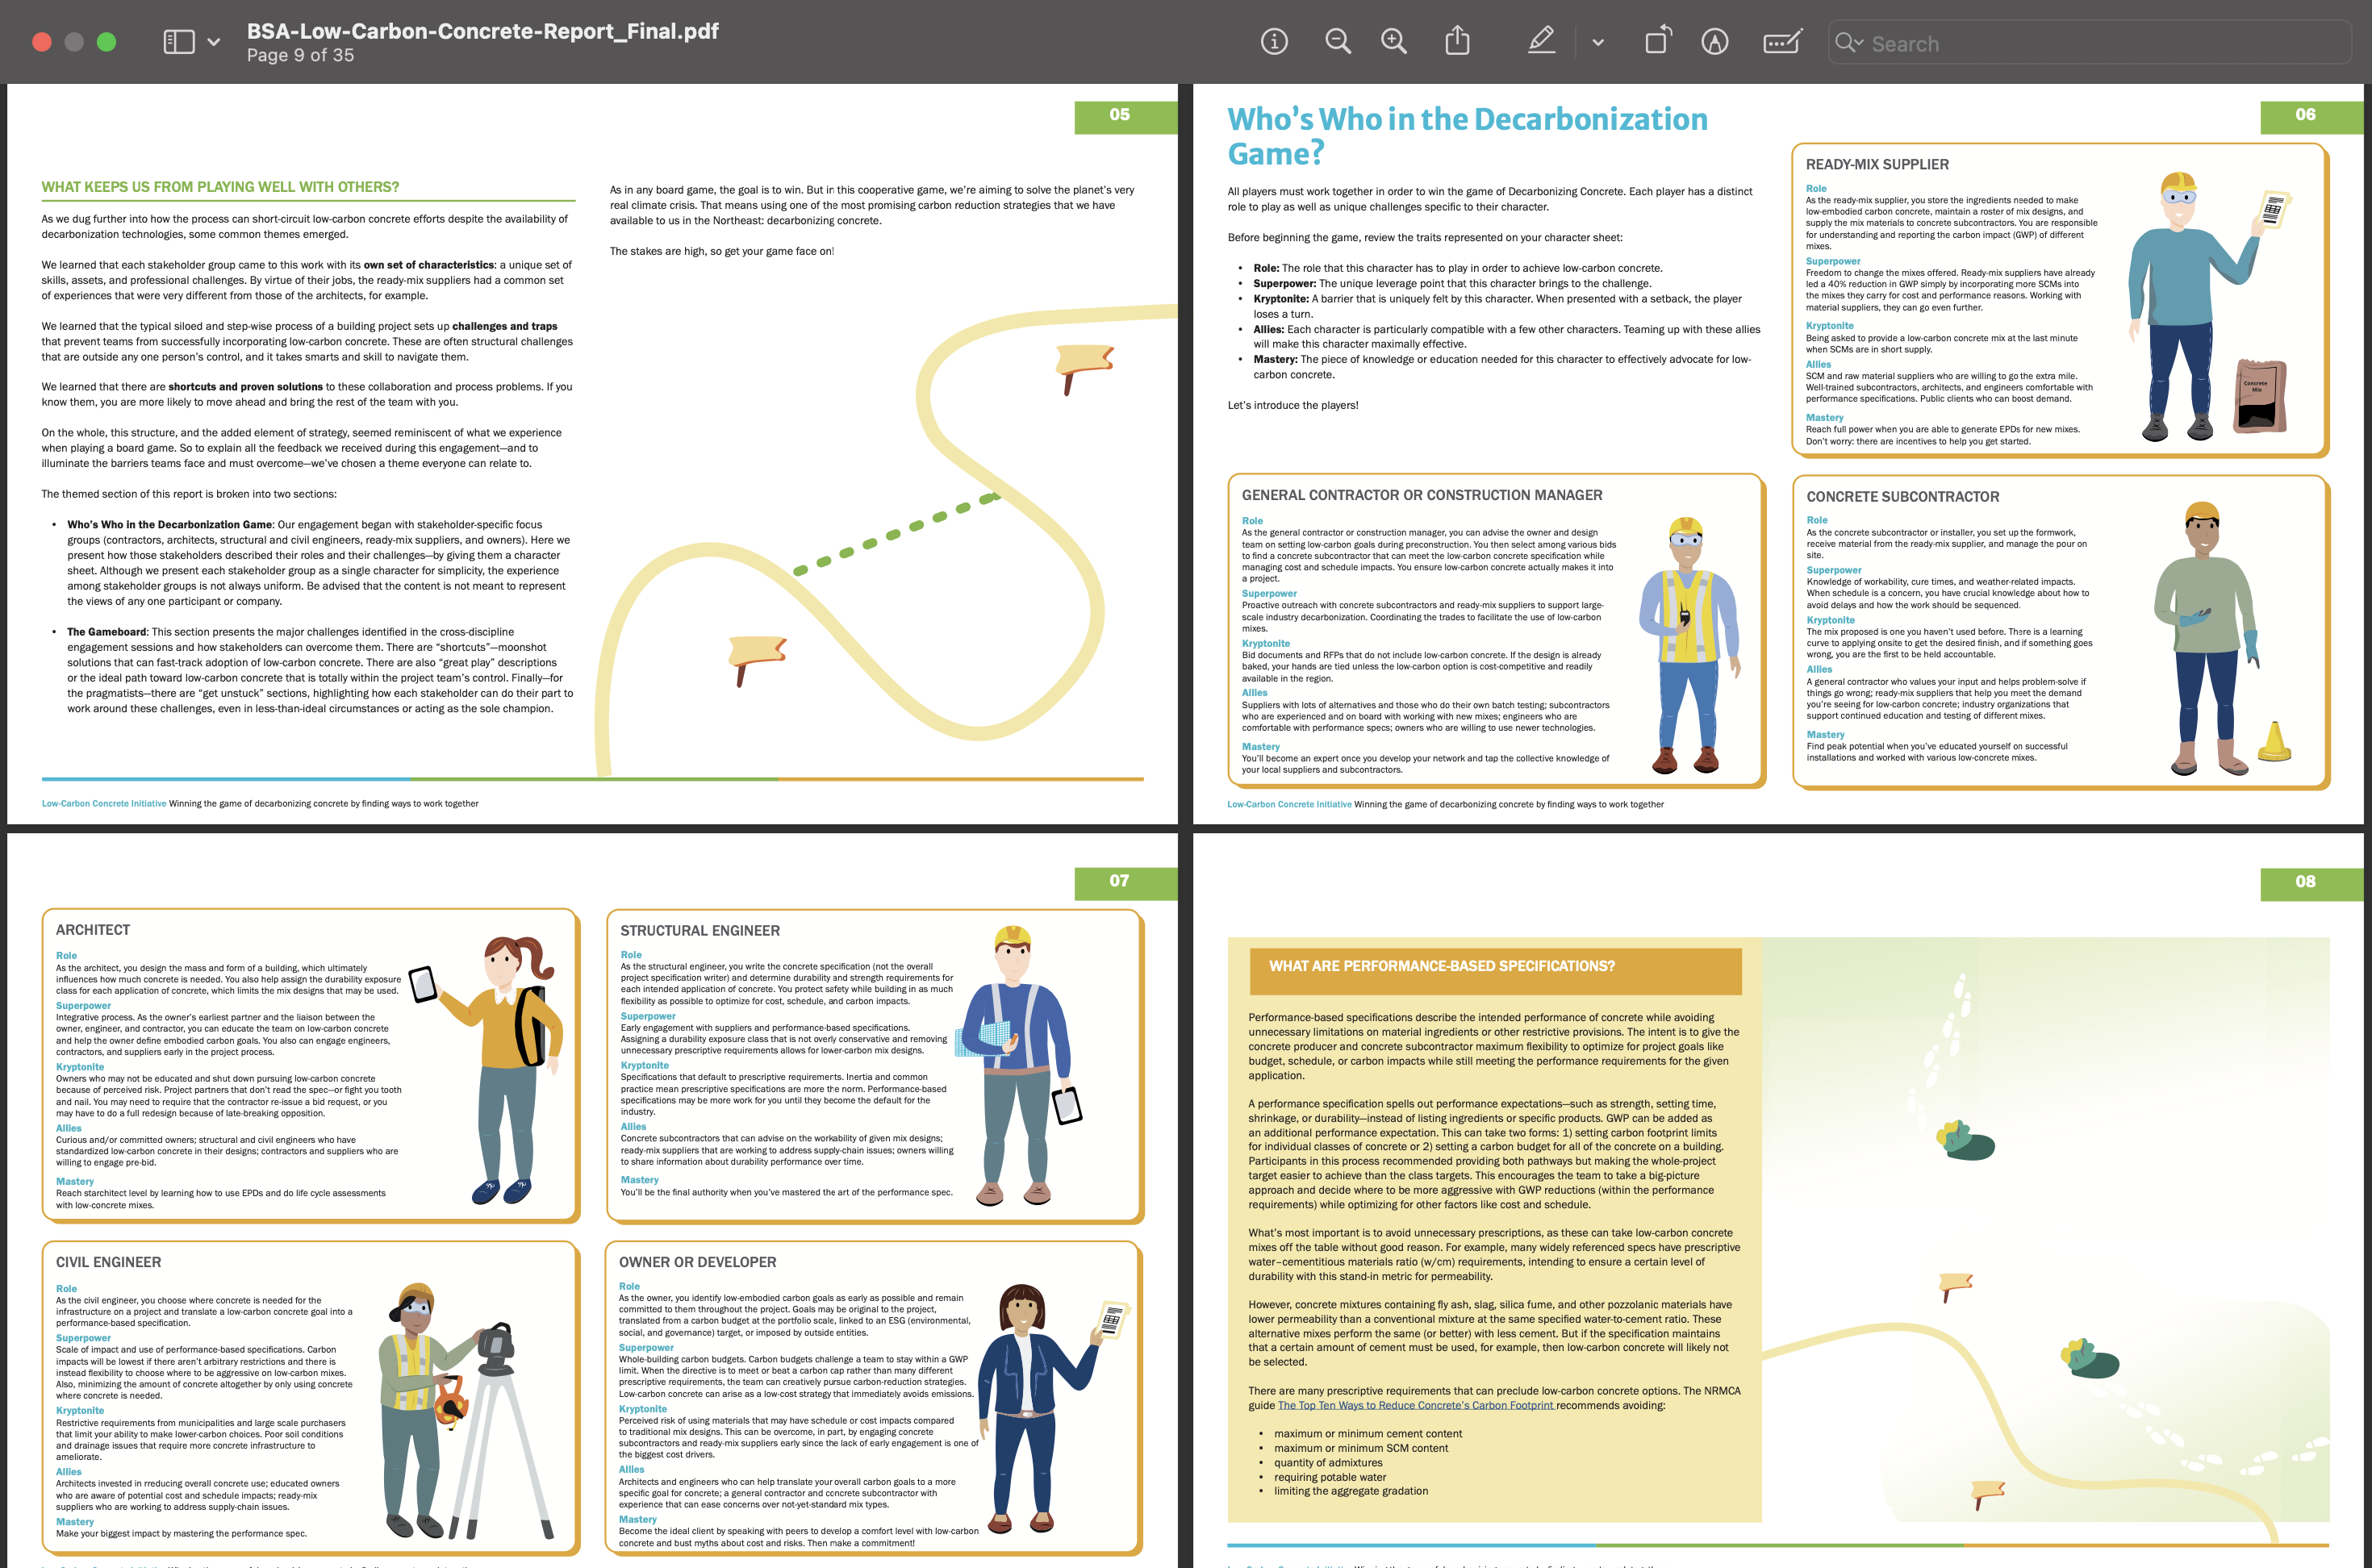 BSA-Low-Carbon-Concrete-Report_Final.pdf
Page 9 of 35
Search
05
WHAT KEEPS US FROM PLAYING WELL WITH OTHERS?
As we dug further into how the process can short-circuit low-carbon concrete efforts despite the availability of
decarbonization technologies, some common themes emerged.
We learned that each stakeholder group came to this work with its own set of characteristics: a unique set of
skills, assets, and professional challenges. By virtue of their jobs, the ready-mix suppliers had a common set
of experiences that were very different from those of the architects, for example.
We learned that the typical siloed and step-wise process of a building project sets up challenges and traps
that prevent teams from successfully incorporating low-carbon concrete. These are often structural challenges
that are outside any one person's control, and it takes smarts and skill to navigate them.
We learned that there are shortcuts and proven solutions to these collaboration and process problems. If you
know them, you are more likely to move ahead and bring the rest of the team with you.
On the whole, this structure, and the added element of strategy, seemed reminiscent of what we experience
when playing a board game. So to explain all the feedback we received during this engagement—and to
illuminate the barriers teams face and must overcome—we've chosen a theme everyone can relate to.
The themed section of this report is broken into two sections:
• Who's Who in the Decarbonization Game: Our engagement began with stakeholder-specific focus
groups (contractors, architects, structural and civil engineers, ready-mix suppliers, and owners). Here we
present how those stakeholders described their roles and their challenges—by giving them a character
sheet. Although we present each stakeholder group as a single character for simplicity, the experience
among stakeholder groups is not always uniform. Be advised that the content is not meant to represent
the views of any one participant or company.
• The Gameboard: This section presents the major challenges identified in the cross-discipline
engagement sessions and how stakeholders can overcome them. There are “shortcuts”—moonshot
solutions that can fast-track adoption of low-carbon concrete. There are also “great play” descriptions
or the ideal path toward low-carbon concrete that is totally within the project team's control. Finally—for
the pragmatists—there are “get unstuck” sections, highlighting how each stakeholder can do their part to
work around these challenges, even in less-than-ideal circumstances or acting as the sole champion.
As in any board game, the goal is to win. But in this cooperative game, we're aiming to solve the planet's very
real climate crisis. That means using one of the most promising carbon reduction strategies that we have
available to us in the Northeast: decarbonizing concrete.
The stakes are high, so get your game face on!
Low-Carbon Concrete Initiative Winning the game of decarbonizing concrete by finding ways to work together
06
Who's Who in the Decarbonization
Game?
All players must work together in order to win the game of Decarbonizing Concrete. Each player has a distinct
role to play as well as unique challenges specific to their character.
Before beginning the game, review the traits represented on your character sheet:
• Role: The role that this character has to play in order to achieve low-carbon concrete.
• Superpower: The unique leverage point that this character brings to the challenge.
• Kryptonite: A barrier that is uniquely felt by this character. When presented with a setback, the player
loses a turn.
• Allies: Each character is particularly compatible with a few other characters. Teaming up with these allies
will make this character maximally effective.
• Mastery: The piece of knowledge or education needed for this character to effectively advocate for low-
carbon concrete.
Let's introduce the players!
READY-MIX SUPPLIER
Role
As the ready-mix supplier, you store the ingredients needed to make
low-embodied carbon concrete, maintain a roster of mix designs, and
supply the mix materials to concrete subcontractors. You are responsible
for understanding and reporting the carbon impact (GWP) of different
mixes.
Superpower
Freedom to change the mixes offered. Ready-mix suppliers have already
led a 40% reduction in GWP simply by incorporating more SCMs into
the mixes they carry for cost and performance reasons. Working with
material suppliers, they can go even further.
Kryptonite
Being asked to provide a low-carbon concrete mix at the last minute
when SCMs are in short supply.
Allies
SCM and raw material suppliers who are willing to go the extra mile.
Well-trained subcontractors, architects, and engineers comfortable with
performance specifications. Public clients who can boost demand.
Mastery
Reach full power when you are able to generate EPDs for new mixes.
Don't worry: there are incentives to help you get started.
Concrete
Mix
GENERAL CONTRACTOR OR CONSTRUCTION MANAGER
Role
As the general contractor or construction manager, you can advise the owner and design
team on setting low-carbon goals during preconstruction. You then select among various bids
to find a concrete subcontractor that can meet the low-carbon concrete specification while
managing cost and schedule impacts. You ensure low-carbon concrete actually makes it into
a project.
Superpower
Proactive outreach with concrete subcontractors and ready-mix suppliers to support large-
scale industry decarbonization. Coordinating the trades to facilitate the use of low-carbon
mixes.
Kryptonite
Bid documents and RFPs that do not include low-carbon concrete. If the design is already
baked, your hands are tied unless the low-carbon option is cost-competitive and readily
available in the region.
Allies
Suppliers with lots of alternatives and those who do their own batch testing; subcontractors
who are experienced and on board with working with new mixes; engineers who are
comfortable with performance specs; owners who are willing to use newer technologies.
Mastery
You'll become an expert once you develop your network and tap the collective knowledge of
your local suppliers and subcontractors.
CONCRETE SUBCONTRACTOR
Role
As the concrete subcontractor or installer, you set up the formwork,
receive material from the ready-mix supplier, and manage the pour on
site.
Superpower
Knowledge of workability, cure times, and weather-related impacts.
When schedule is a concern, you have crucial knowledge about how to
avoid delays and how the work should be sequenced.
Kryptonite
The mix proposed is one you haven't used before. There is a learning
curve to applying onsite to get the desired finish, and if something goes
wrong, you are the first to be held accountable.
Allies
A general contractor who values your input and helps problem-solve if
things go wrong; ready-mix suppliers that help you meet the demand
you're seeing for low-carbon concrete; industry organizations that
support continued education and testing of different mixes.
Mastery
Find peak potential when you've educated yourself on successful
installations and worked with various low-concrete mixes.
Low-Carbon Concrete Initiative Winning the game of decarbonizing concrete by finding ways to work together
07
ARCHITECT
Role
As the architect, you design the mass and form of a building, which ultimately
influences how much concrete is needed. You also help assign the durability exposure
class for each application of concrete, which limits the mix designs that may be used.
Superpower
Integrative process. As the owner's earliest partner and the liaison between the
owner, engineer, and contractor, you can educate the team on low-carbon concrete
and help the owner define embodied carbon goals. You also can engage engineers,
contractors, and suppliers early in the project process.
Kryptonite
Owners who may not be educated and shut down pursuing low-carbon concrete
because of perceived risk. Project partners that don't read the spec—or fight you tooth
and nail. You may need to require that the contractor re-issue a bid request, or you
may have to do a full redesign because of late-breaking opposition.
Allies
Curious and/or committed owners; structural and civil engineers who have
standardized low-carbon concrete in their designs; contractors and suppliers who are
willing to engage pre-bid.
Mastery
Reach starchitect level by learning how to use EPDs and do life cycle assessments
with low-concrete mixes.
STRUCTURAL ENGINEER
Role
As the structural engineer, you write the concrete specification (not the overall
project specification writer) and determine durability and strength requirements for
each intended application of concrete. You protect safety while building in as much
flexibility as possible to optimize for cost, schedule, and carbon impacts.
Superpower
Early engagement with suppliers and performance-based specifications.
Assigning a durability exposure class that is not overly conservative and removing
unnecessary prescriptive requirements allows for lower-carbon mix designs.
Kryptonite
Specifications that default to prescriptive requirements. Inertia and common
practice mean prescriptive specifications are more the norm. Performance-based
specifications may be more work for you until they become the default for the
industry.
Allies
Concrete subcontractors that can advise on the workability of given mix designs;
ready-mix suppliers that are working to address supply-chain issues; owners willing
to share information about durability performance over time.
Mastery
You'll be the final authority when you've mastered the art of the performance spec.
CIVIL ENGINEER
Role
As the civil engineer, you choose where concrete is needed for the
infrastructure on a project and translate a low-carbon concrete goal into a
performance-based specification.
Superpower
Scale of impact and use of performance-based specifications. Carbon
impacts will be lowest if there aren't arbitrary restrictions and there is
instead flexibility to choose where to be aggressive on low-carbon mixes.
Also, minimizing the amount of concrete altogether by only using concrete
where concrete is needed.
Kryptonite
Restrictive requirements from municipalities and large scale purchasers
that limit your ability to make lower-carbon choices. Poor soil conditions
and drainage issues that require more concrete infrastructure to
ameliorate.
Allies
Architects invested in rreducing overall concrete use; educated owners
who are aware of potential cost and schedule impacts; ready-mix
suppliers who are working to address supply-chain issues.
Mastery
Make your biggest impact by mastering the performance spec.
OWNER OR DEVELOPER
Role
As the owner, you identify low-embodied carbon goals as early as possible and remain
committed to them throughout the project. Goals may be original to the project,
translated from a carbon budget at the portfolio scale, linked to an ESG (environmental,
social, and governance) target, or imposed by outside entities.
Superpower
Whole-building carbon budgets. Carbon budgets challenge a team to stay within a GWP
limit. When the directive is to meet or beat a carbon cap rather than many different
prescriptive requirements, the team can creatively pursue carbon-reduction strategies.
Low-carbon concrete can arise as a low-cost strategy that immediately avoids emissions.
Kryptonite
Perceived risk of using materials that may have schedule or cost impacts compared
to traditional mix designs. This can be overcome, in part, by engaging concrete
subcontractors and ready-mix suppliers early since the lack of early engagement is one of
the biggest cost drivers.
Allies
Architects and engineers who can help translate your overall carbon goals to a more
specific goal for concrete; a general contractor and concrete subcontractor with
experience that can ease concerns over not-yet-standard mix types.
Mastery
Become the ideal client by speaking with peers to develop a comfort level with low-carbon
concrete and bust myths about cost and risks. Then make a commitment!
08
WHAT ARE PERFORMANCE-BASED SPECIFICATIONS?
Performance-based specifications describe the intended performance of concrete while avoiding
unnecessary limitations on material ingredients or other restrictive provisions. The intent is to give the
concrete producer and concrete subcontractor maximum flexibility to optimize for project goals like
budget, schedule, or carbon impacts while still meeting the performance requirements for the given
application.
A performance specification spells out performance expectations—such as strength, setting time,
shrinkage, or durability—instead of listing ingredients or specific products. GWP can be added as
an additional performance expectation. This can take two forms: 1) setting carbon footprint limits
for individual classes of concrete or 2) setting a carbon budget for all of the concrete on a building.
Participants in this process recommended providing both pathways but making the whole-project
target easier to achieve than the class targets. This encourages the team to take a big-picture
approach and decide where to be more aggressive with GWP reductions (within the performance
requirements) while optimizing for other factors like cost and schedule.
What's most important is to avoid unnecessary prescriptions, as these can take low-carbon concrete
mixes off the table without good reason. For example, many widely referenced specs have prescriptive
water–cementitious materials ratio (w/cm) requirements, intending to ensure a certain level of
durability with this stand-in metric for permeability.
However, concrete mixtures containing fly ash, slag, silica fume, and other pozzolanic materials have
lower permeability than a conventional mixture at the same specified water-to-cement ratio. These
alternative mixes perform the same (or better) with less cement. But if the specification maintains
that a certain amount of cement must be used, for example, then low-carbon concrete will likely not
be selected.
There are many prescriptive requirements that can preclude low-carbon concrete options. The NRMCA
guide The Top Ten Ways to Reduce Concrete's Carbon Footprint recommends avoiding:
• maximum or minimum cement content
• maximum or minimum SCM content
• quantity of admixtures
• requiring potable water
• limiting the aggregate gradation